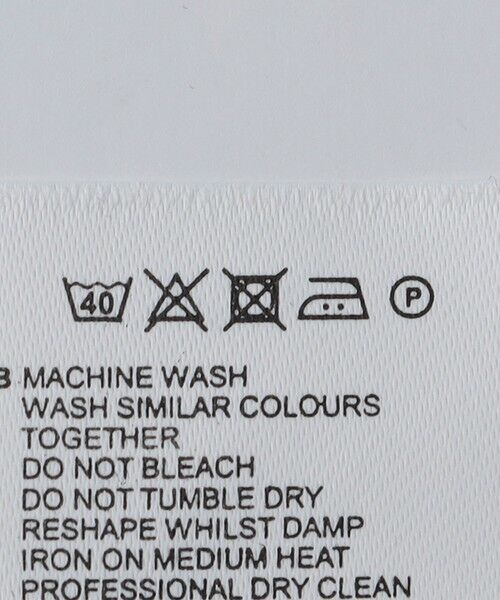 40 P
B MACHINE WASH
WASH SIMILAR COLOURS
TOGETHER
DO NOT BLEACH
DO NOT TUMBLE DRY
RESHAPE WHILST DAMP
IRON ON MEDIUM HEAT
PROFESSIONAL DRY CLEAN